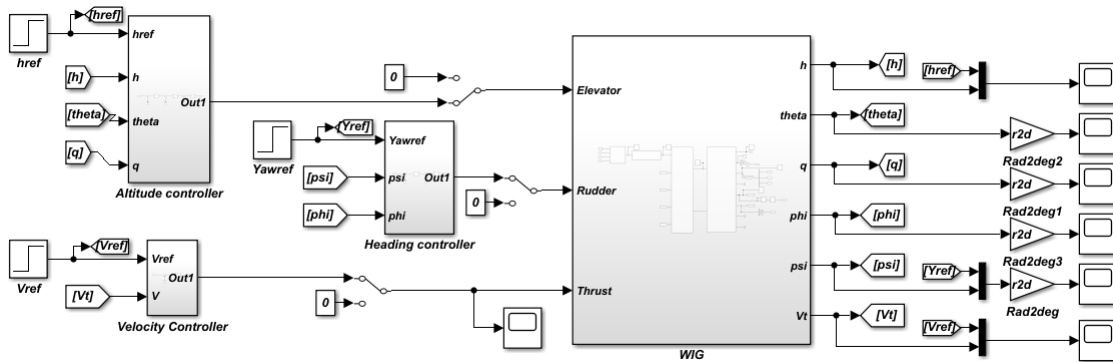 [href]
href
href
[h]
h
[theta]
theta
[q]
q
Out1
Altitude controller
0
[Yref]
Yawref
Yawref
[psi]
psi
[phi]
phi
Out1
Heading controller
0
[Vref]
Vref
Vref
[Vt]
V
Out1
Velocity Controller
0
Elevator
Rudder
Thrust
h
theta
q
phi
psi
Vt
WIG
[h]
[href]
[theta]
r2d
Rad2deg2
[q]
r2d
Rad2deg1
[phi]
r2d
Rad2deg3
[psi]
[Yref]
r2d
Rad2deg
[Vt]
[Vref]